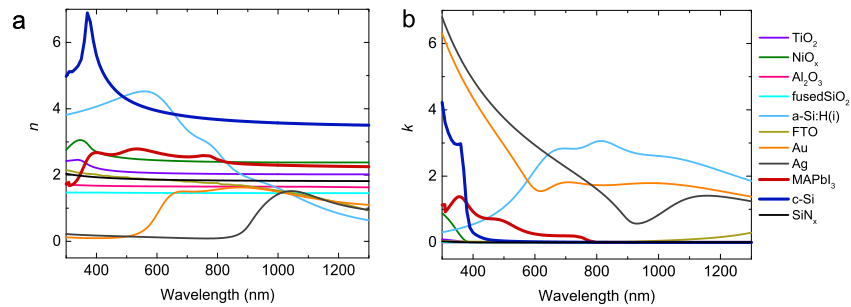 a
6
4
2
0
n
400 600 800 1000 1200
Wavelength (nm)
b
6
4
2
0
k
400 600 800 1000 1200
Wavelength (nm)
TiO₂
NiOₓ
Al₂O₃
fusedSiO₂
a-Si:H(i)
FTO
Au
Ag
MAPbI₃
c-Si
SiNₓ